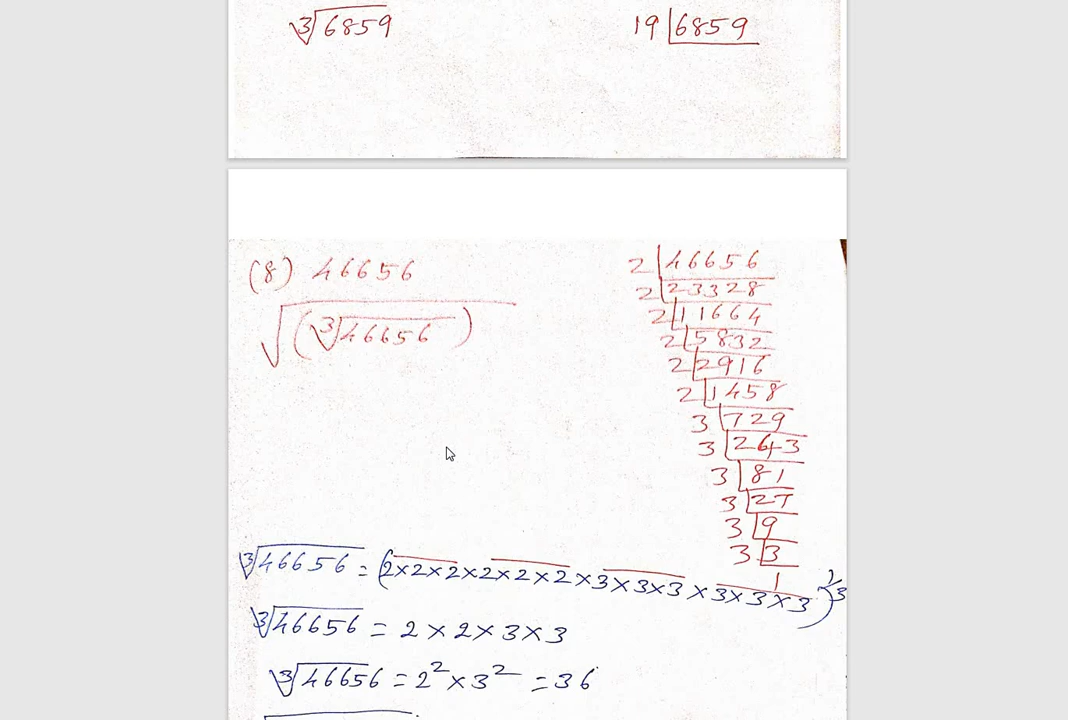 ∛6859
19 | 6859
(8) 46656
√(∛46656)
2 | 46656
2 | 23328
2 | 11664
2 | 5832
2 | 2916
2 | 1458
3 | 729
3 | 243
3 | 81
3 | 27
3 | 9
3 | 3
1
∛46656 = (2×2×2×2×2×2×3×3×3×3×3×3)^1/3
∛46656 = 2×2×3×3
∛46656 = 2²×3² = 36